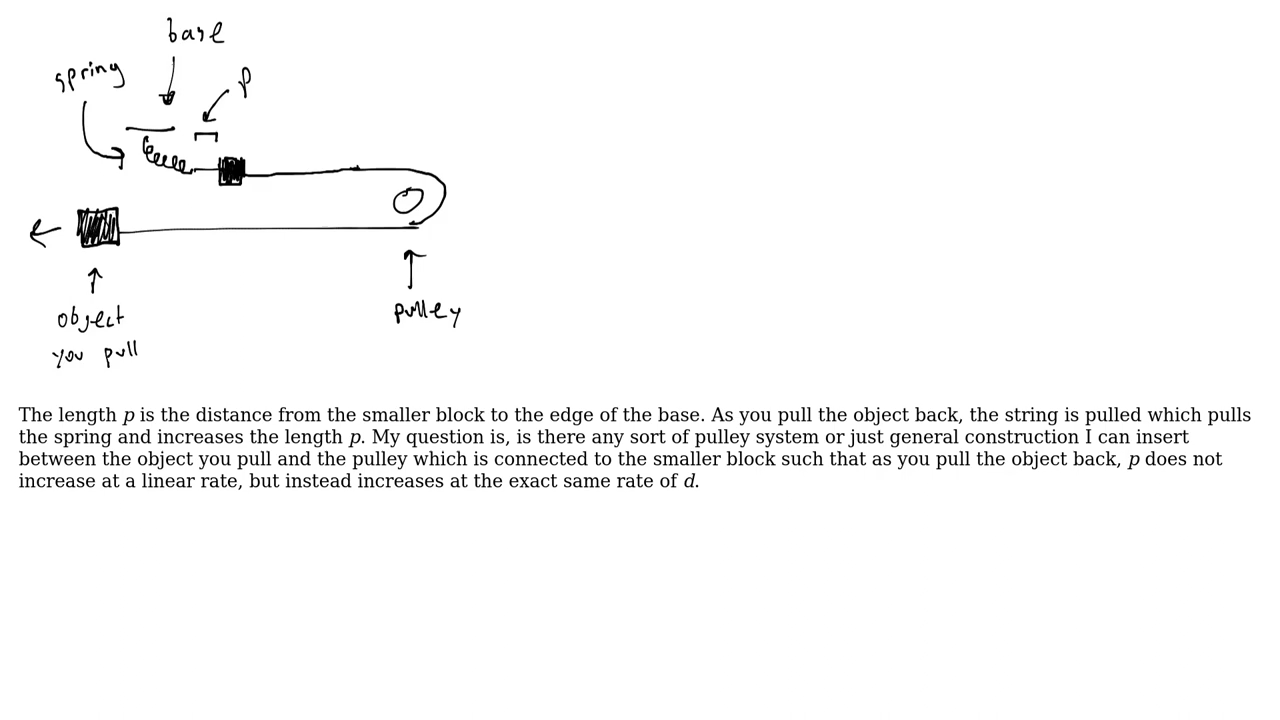 base
spring
p
object
you pull
pulley
The length p is the distance from the smaller block to the edge of the base. As you pull the object back, the string is pulled which pulls
the spring and increases the length p. My question is, is there any sort of pulley system or just general construction I can insert
between the object you pull and the pulley which is connected to the smaller block such that as you pull the object back, p does not
increase at a linear rate, but instead increases at the exact same rate of d.